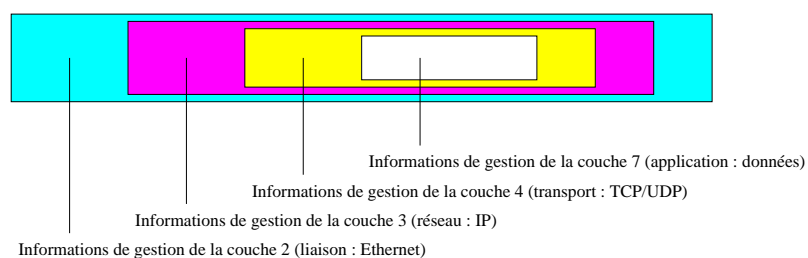 Informations de gestion de la couche 7 (application : données)
Informations de gestion de la couche 4 (transport : TCP/UDP)
Informations de gestion de la couche 3 (réseau : IP)
Informations de gestion de la couche 2 (liaison : Ethernet)